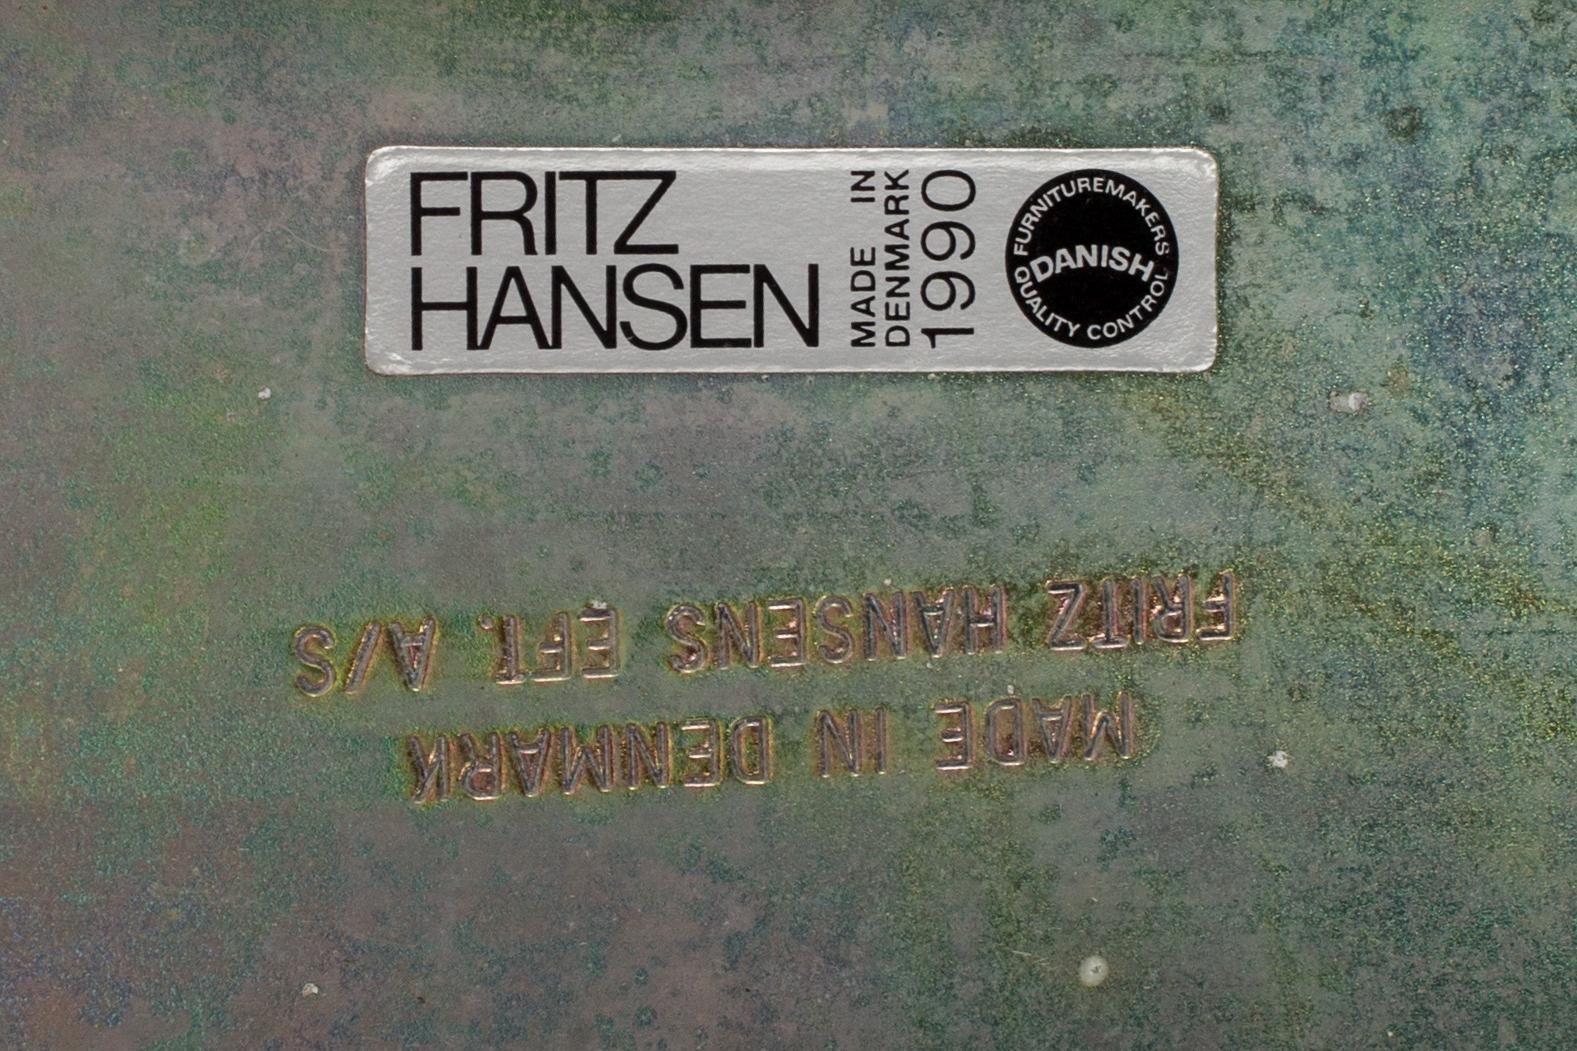 FRITZ
HANSEN
MADE IN
DENMARK
1990
FURNITUREMAKERS
DANISH
QUALITY CONTROL
FRITZ HANSENS EFT. A/S
MADE IN DENMARK